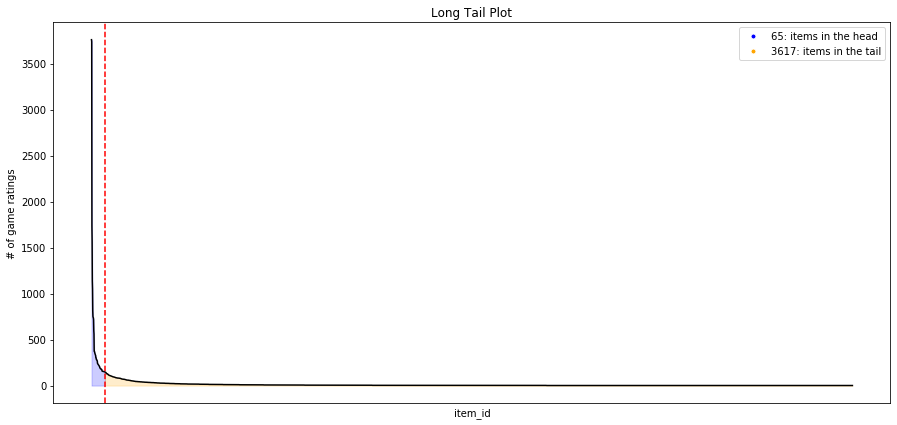 Long Tail Plot
65: items in the head
3617: items in the tail
3500
3000
2500
2000
1500
1000
500
0
# of game ratings
item_id